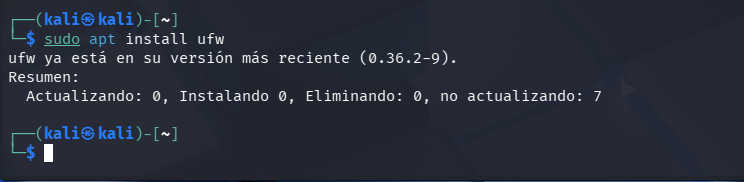 ┌──(kali㉿kali)-[~]
└─$ sudo apt install ufw
ufw ya está en su versión más reciente (0.36.2-9).
Resumen:
  Actualizando: 0, Instalando 0, Eliminando: 0, no actualizando: 7
┌──(kali㉿kali)-[~]
└─$